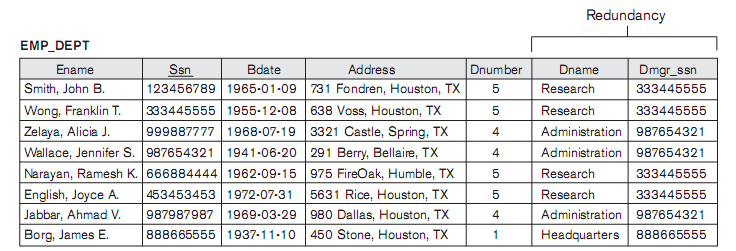 Redundancy
EMP_DEPT
Ename Ssn Bdate Address Dnumber Dname Dmgr_ssn
Smith, John B. 123456789 1965-01-09 731 Fondren, Houston, TX 5 Research 333445555
Wong, Franklin T. 333445555 1955-12-08 638 Voss, Houston, TX 5 Research 333445555
Zelaya, Alicia J. 999887777 1968-07-19 3321 Castle, Spring, TX 4 Administration 987654321
Wallace, Jennifer S. 987654321 1941-06-20 291 Berry, Bellaire, TX 4 Administration 987654321
Narayan, Ramesh K. 666884444 1962-09-15 975 FireOak, Humble, TX 5 Research 333445555
English, Joyce A. 453453453 1972-07-31 5631 Rice, Houston, TX 5 Research 333445555
Jabbar, Ahmad V. 987987987 1969-03-29 980 Dallas, Houston, TX 4 Administration 987654321
Borg, James E. 888665555 1937-11-10 450 Stone, Houston, TX 1 Headquarters 888665555